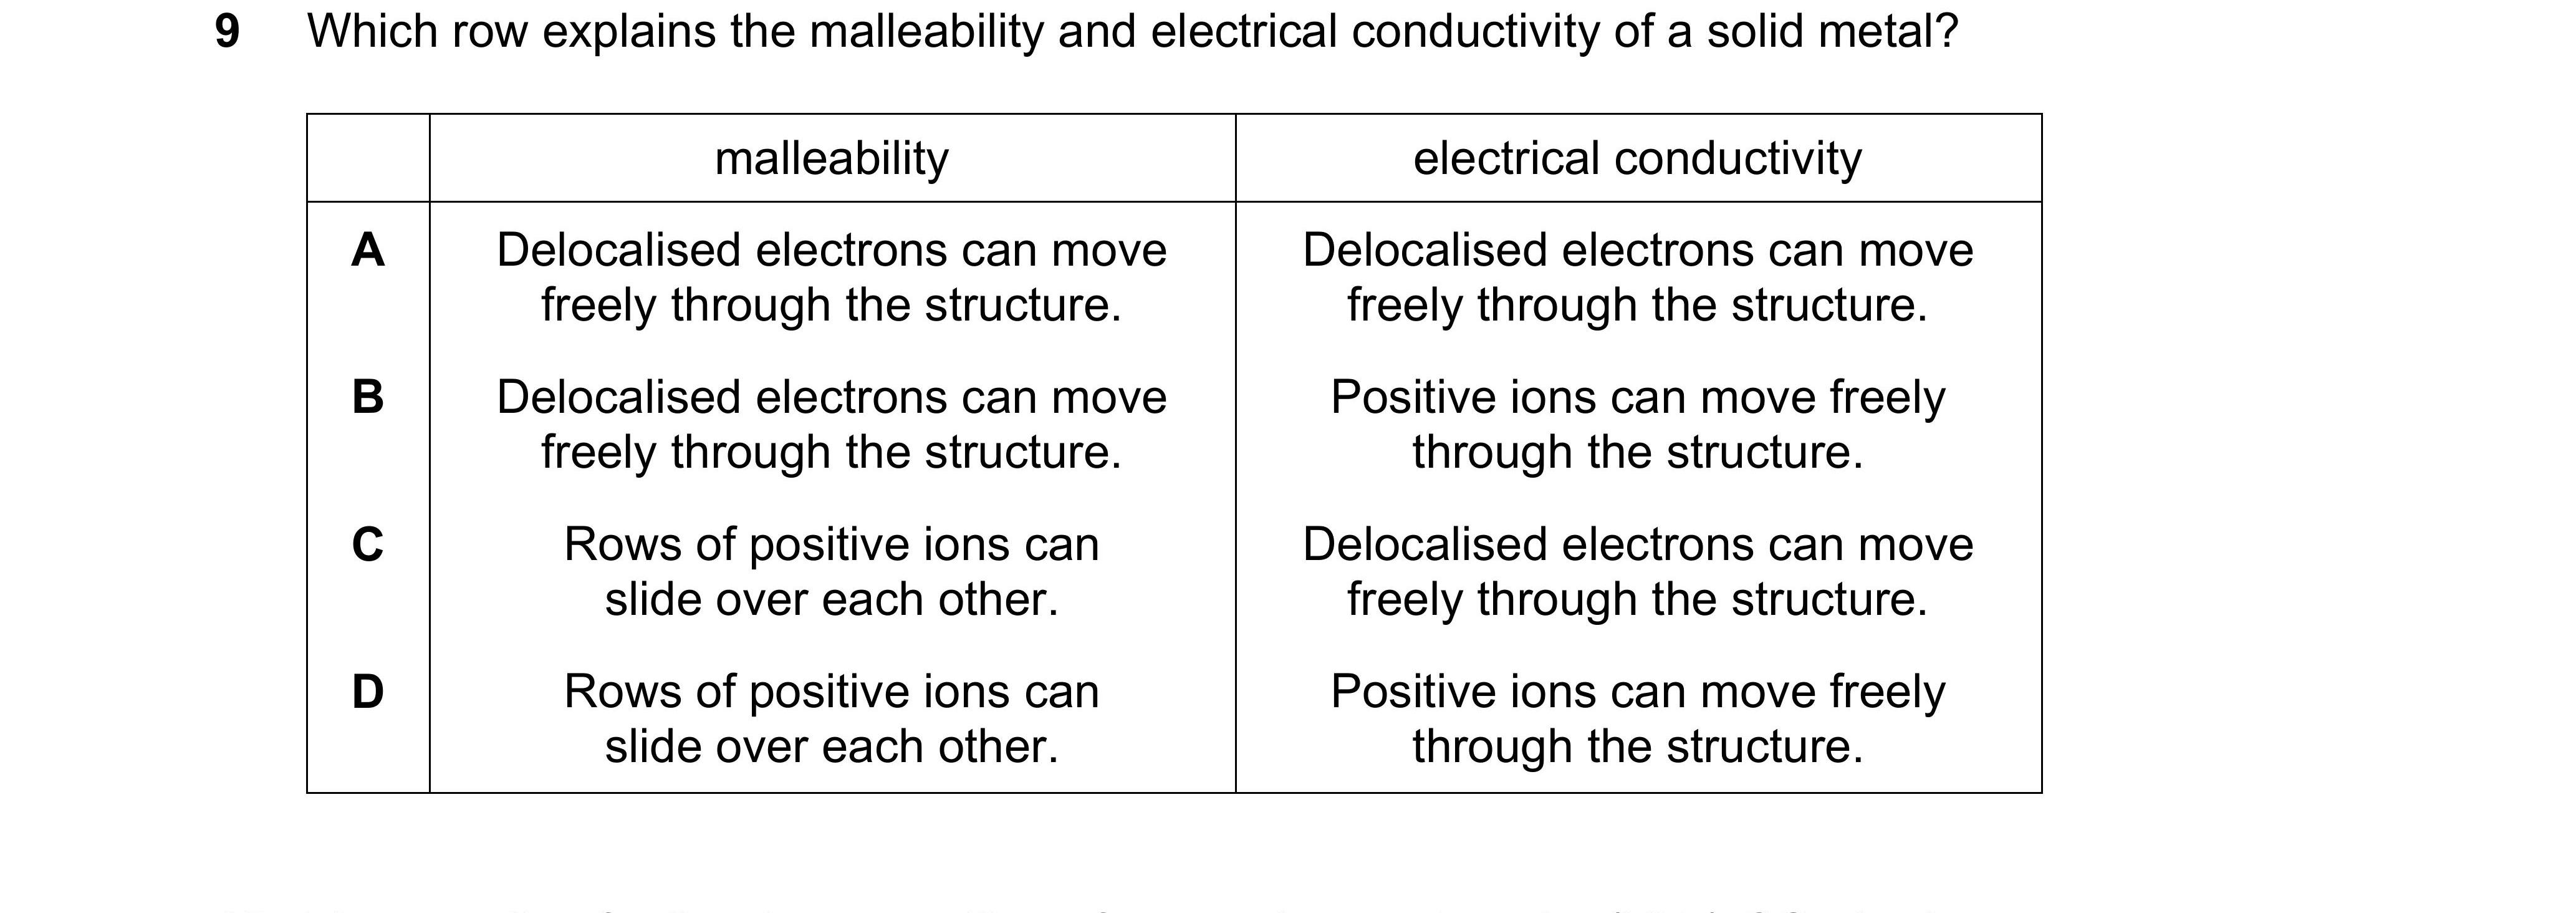 9 Which row explains the malleability and electrical conductivity of a solid metal?
malleability electrical conductivity
A Delocalised electrons can move Delocalised electrons can move
freely through the structure. freely through the structure.
B Delocalised electrons can move Positive ions can move freely
freely through the structure. through the structure.
C Rows of positive ions can Delocalised electrons can move
slide over each other. freely through the structure.
D Rows of positive ions can Positive ions can move freely
slide over each other. through the structure.